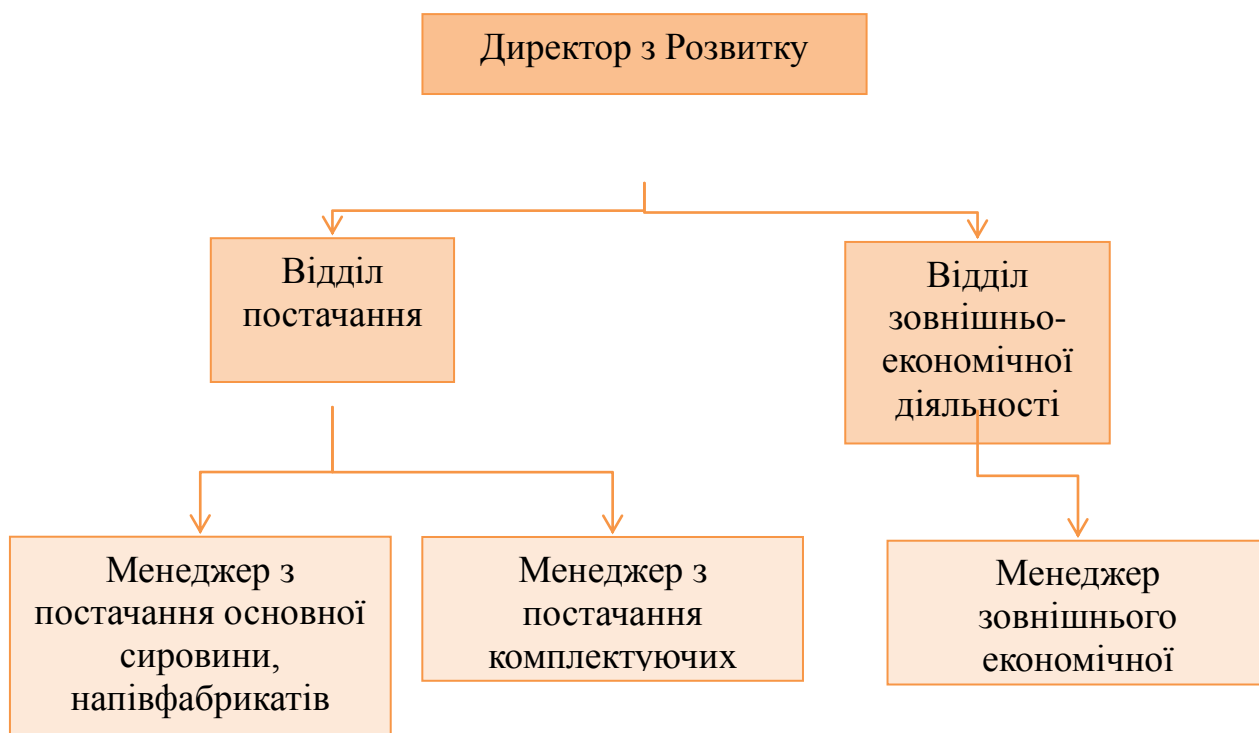 Директор з Розвитку
Відділ
постачання
Відділ
зовнішньо-
економічної
діяльності
Менеджер з
постачання основної
сировини,
напівфабрикатів
Менеджер з
постачання
комплектуючих
Менеджер
зовнішнього
економічної